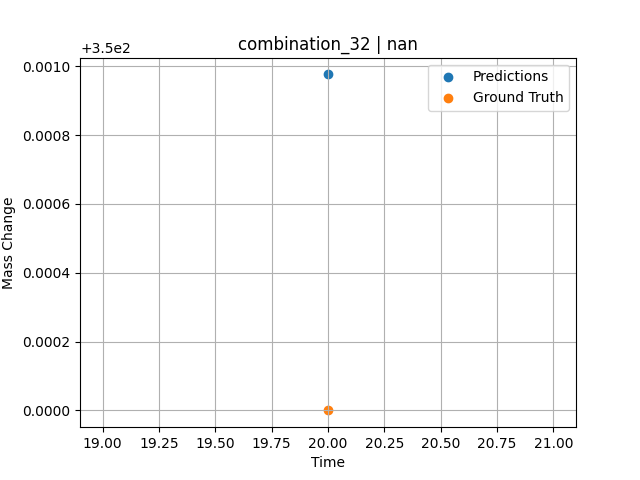 combination_32 | nan
+3.5e2
0.0010
0.0008
0.0006
0.0004
0.0002
0.0000
Mass Change
Predictions
Ground Truth
19.00 19.25 19.50 19.75 20.00 20.25 20.50 20.75 21.00
Time